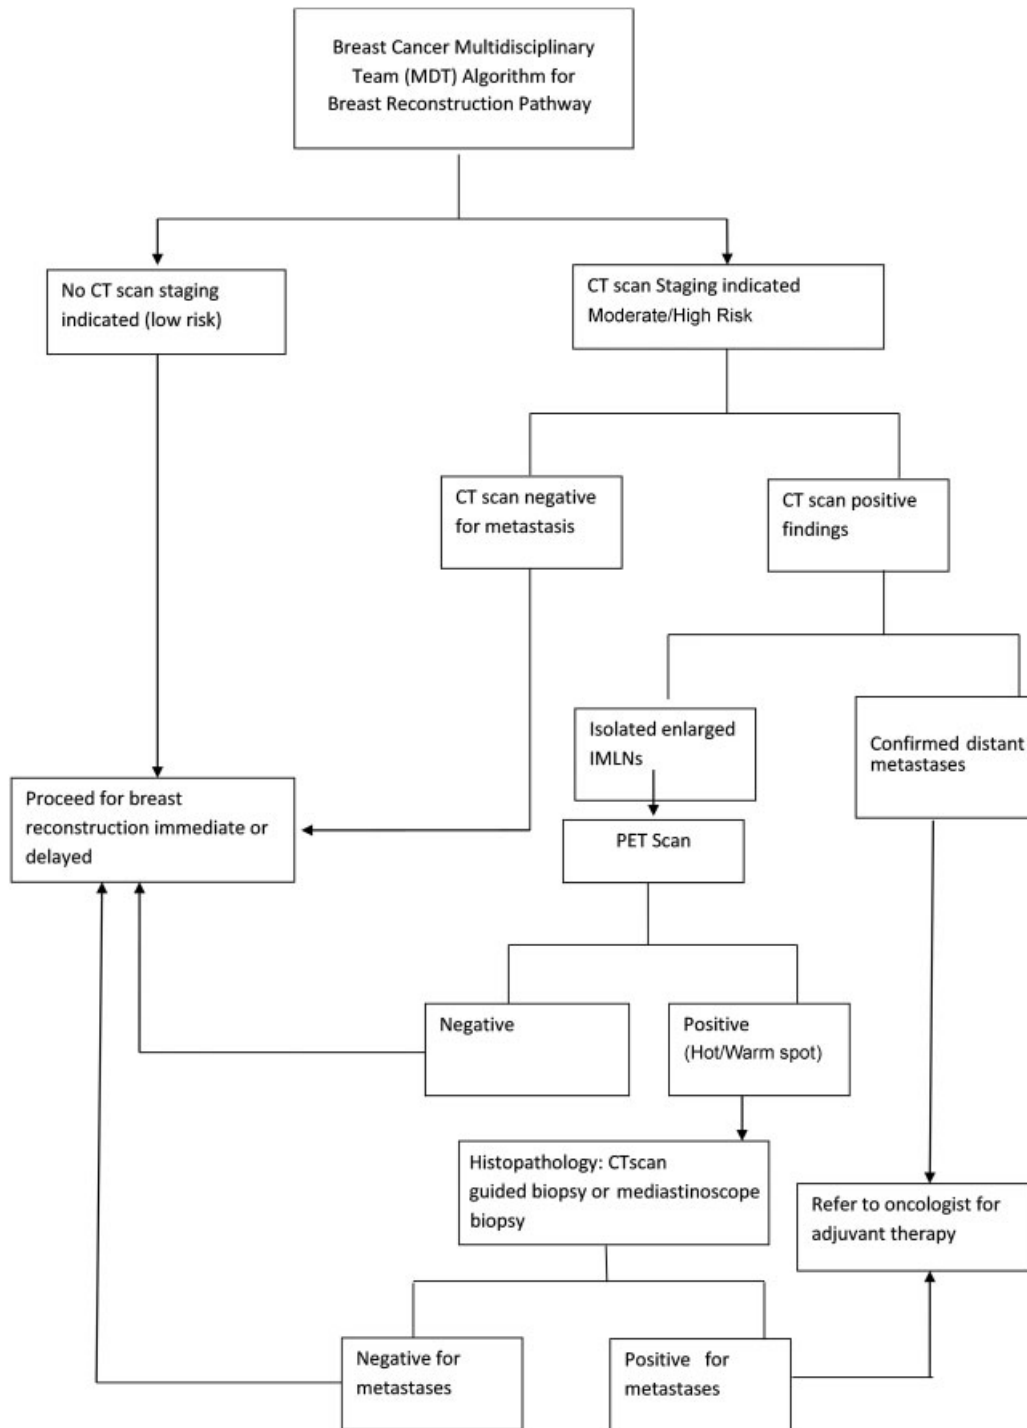 Breast Cancer Multidisciplinary
Team (MDT) Algorithm for
Breast Reconstruction Pathway
No CT scan staging
indicated (low risk)
CT scan Staging indicated
Moderate/High Risk
CT scan negative
for metastasis
CT scan positive
findings
Isolated enlarged
IMLNs
Confirmed distant
metastases
Proceed for breast
reconstruction immediate or
delayed
PET Scan
Negative
Positive
(Hot/Warm spot)
Histopathology: CTscan
guided biopsy or mediastinoscope
biopsy
Refer to oncologist for
adjuvant therapy
Negative for
metastases
Positive for
metastases